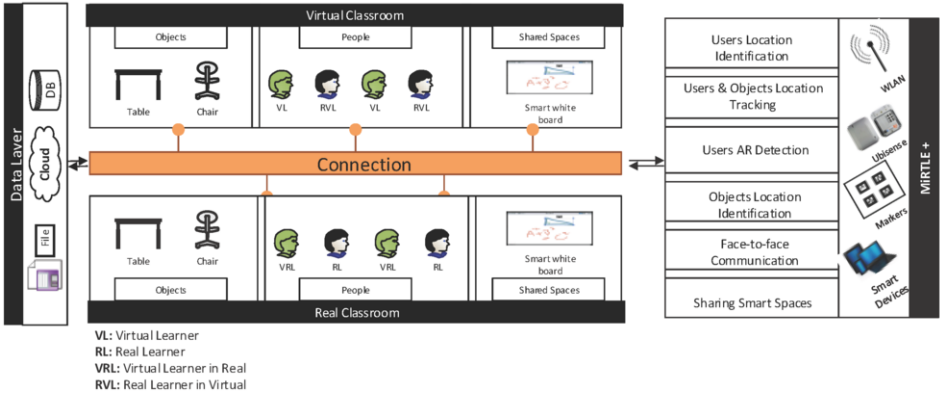 Data Layer
DB
Cloud
File
Virtual Classroom
Objects
People
Shared Spaces
Table
Chair
VL
RVL
VL
RVL
Smart white
board
Connection
Table
Chair
VRL
RL
VRL
RL
Smart white
board
Objects
People
Shared Spaces
Real Classroom
Users Location
Identification
Users & Objects Location
Tracking
Users AR Detection
Objects Location
Identification
Face-to-face
Communication
Sharing Smart Spaces
WLAN
Ubisense
Markers
Smart
Devices
MiRTLE +
VL: Virtual Learner
RL: Real Learner
VRL: Virtual Learner in Real
RVL: Real Learner in Virtual